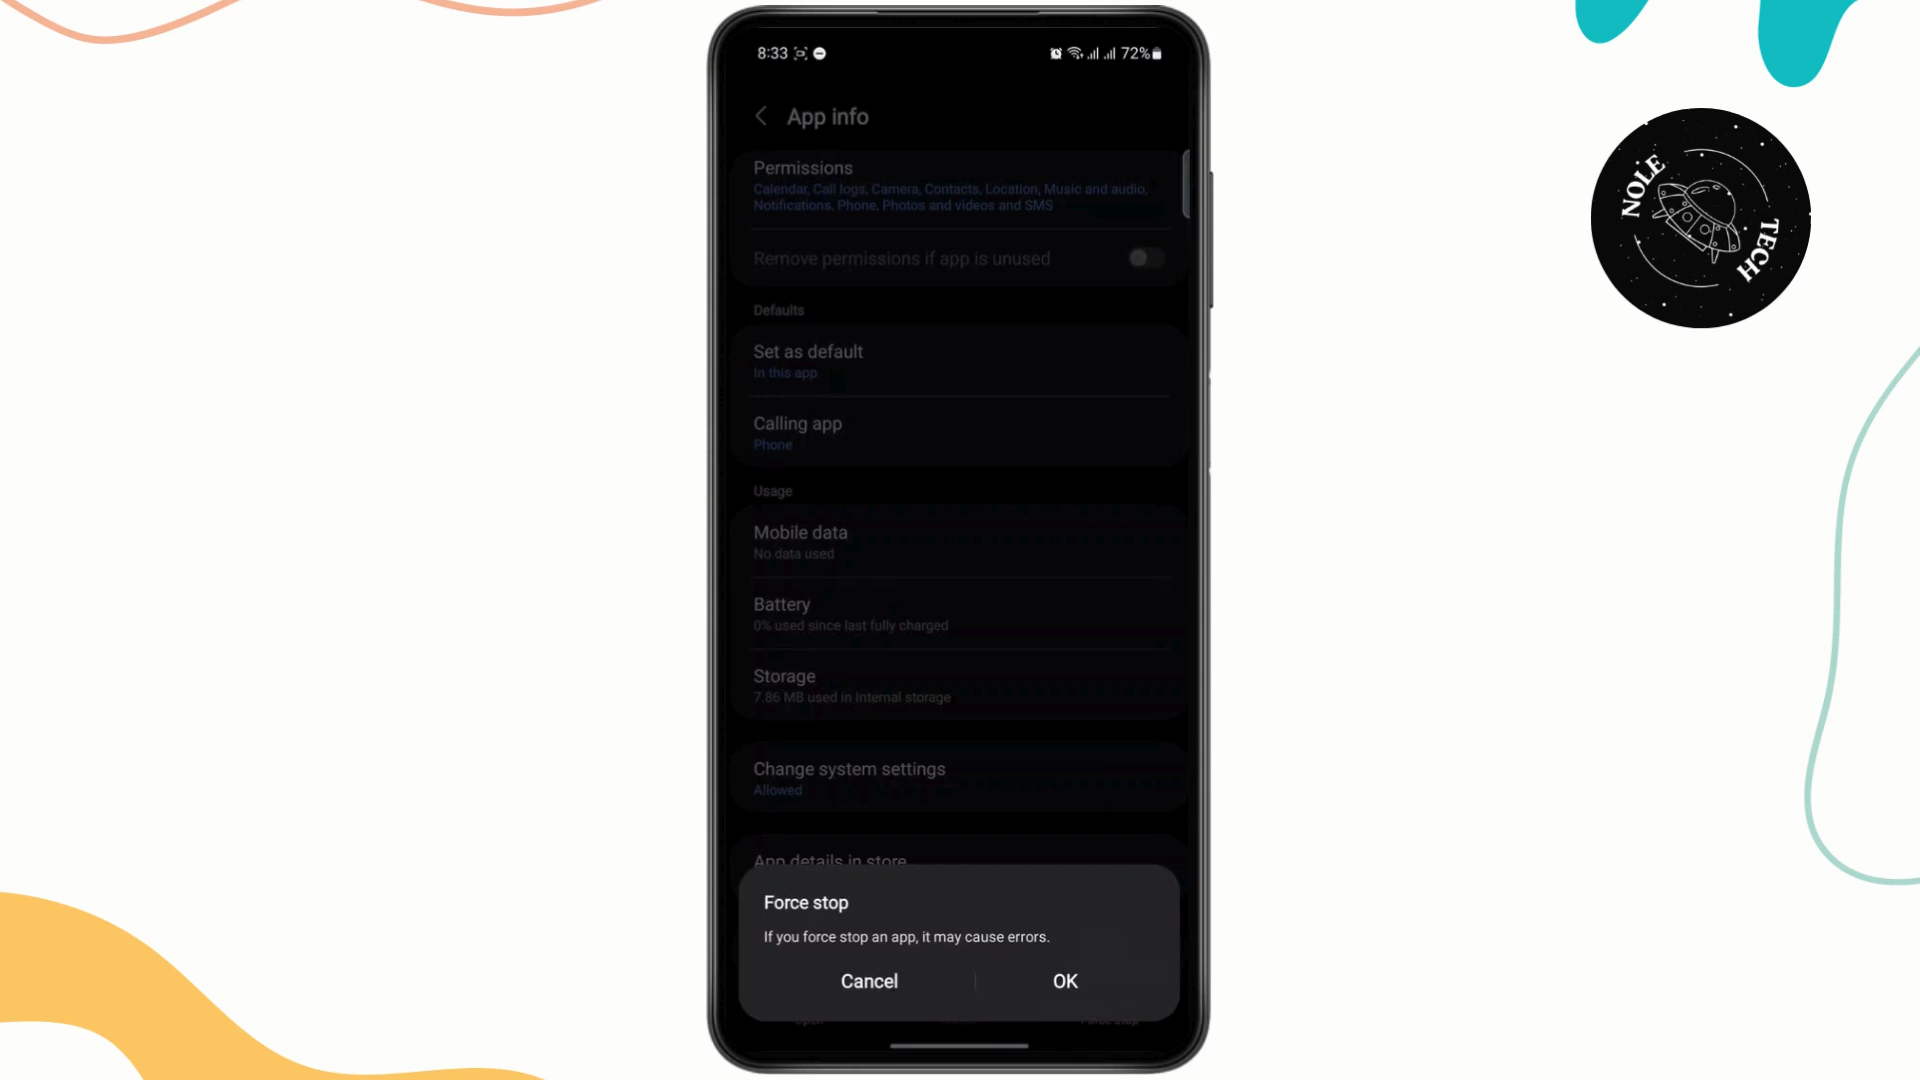 8:33
72%
App info
Permissions
Calendar, Call logs, Camera, Contacts, Location, Music and audio,
Notifications, Phone, Photos and videos and SMS
Remove permissions if app is unused
Defaults
Set as default
In this app
Calling app
Phone
Usage
Mobile data
No data used
Battery
0% used since last fully charged
Storage
7.86 MB used in Internal storage
Change system settings
Allowed
App details in store
Force stop
If you force stop an app, it may cause errors.
Cancel
OK
Open
Force stop
NOLE
TECH